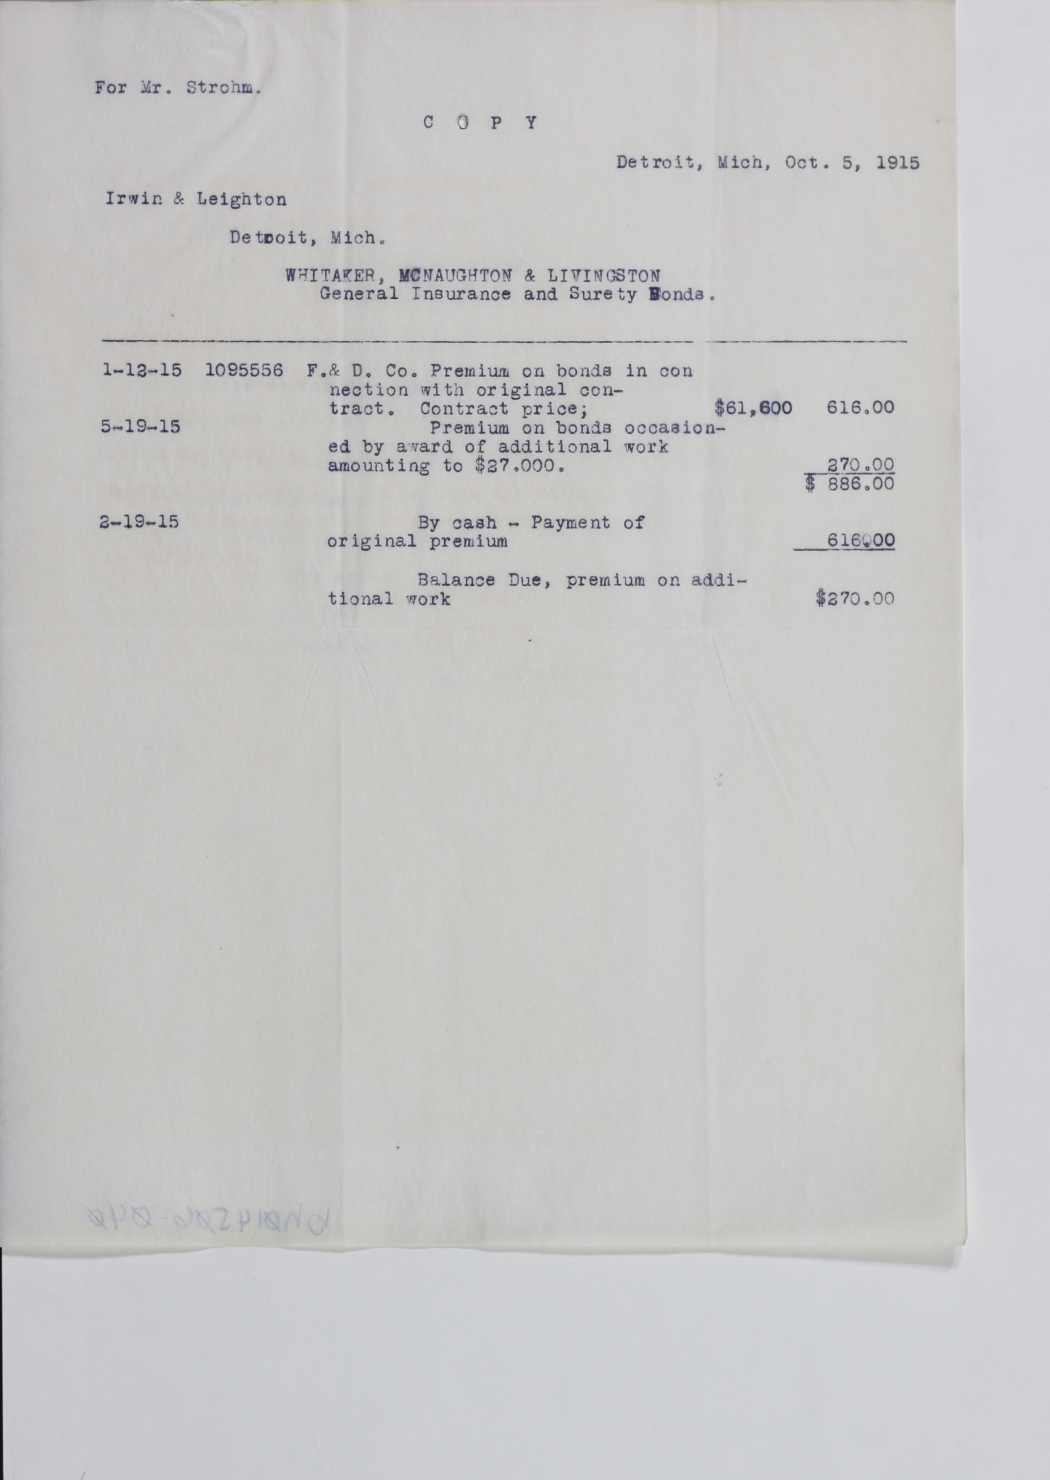 For Mr. Strohm.
C O P Y
Detroit, Mich, Oct. 5, 1915
Irwin & Leighton
Detroit, Mich.
WHITAKER, MCNAUGHTON & LIVINGSTON
General Insurance and Surety Bonds.
1-12-15 1095556 F.& D. Co. Premium on bonds in con
nection with original con-
tract. Contract price; $61,600 616.00
5-19-15 Premium on bonds occasion-
ed by award of additional work
amounting to $27.000. 270.00
$ 886.00
2-19-15 By cash - Payment of
original premium 616.00
Balance Due, premium on addi-
tional work $270.00